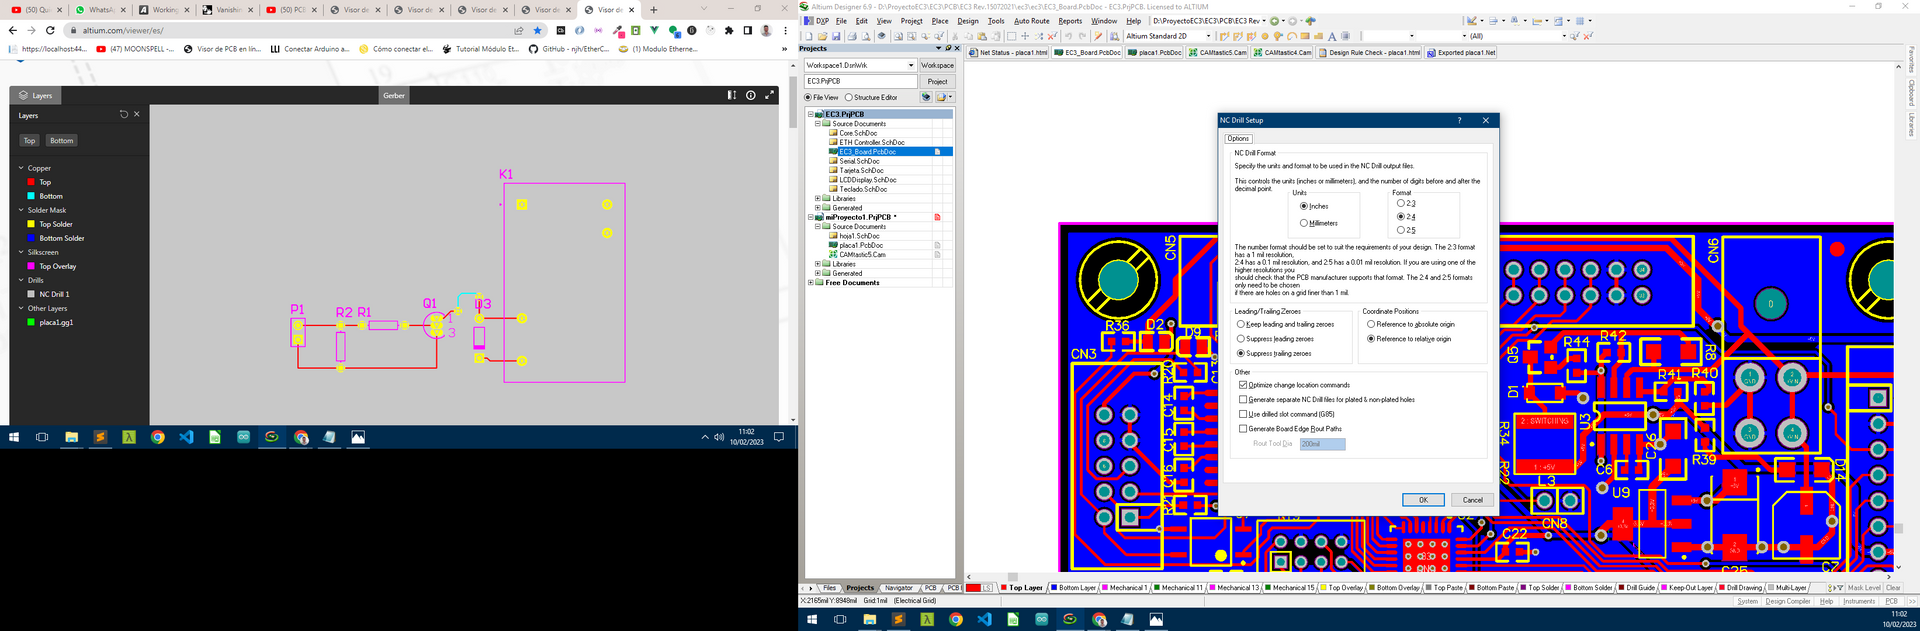 (50) Qui
WhatsA
Working
Vanishin
(50) PC
Visor de
Visor de
Visor de
Visor de
Visor de
altium.com/viewer/es/
https://localhost44...
(47) MOONSPELL -...
Visor de PCB en lín...
Conectar Arduino a...
Cómo conectar el...
Tutorial Módulo Et...
GitHub - njh/EtherC...
(1) Modulo Etherne...
Layers
Gerber
Layers
Top
Bottom
Copper
Top
Bottom
Solder Mask
Top Solder
Bottom Solder
Silkscreen
Top Overlay
Drills
NC Drill 1
Other Layers
placa1.gg1
K1
P1
R2
R1
Q1
1
3
11:02
10/02/2023
Altium Designer 6.9 - D:\ProyectoEC3\EC3\PCB\EC3 Rev.15072021\ec3\ec3\EC3_Board.PcbDoc - EC3.PrjPCB. Licensed to ALTIUM
DXP File Edit View Project Place Design Tools Auto Route Reports Window Help
D:\ProyectoEC3\EC3\PCB\EC3 Rev
Altium Standard 2D
(All)
Projects
Workspace1.DsnWrk
Workspace
EC3.PrjPCB
Project
File View
Structure Editor
EC3.PrjPCB
Source Documents
Core.SchDoc
ETH Controller.SchDoc
EC3_Board.PcbDoc
Serial.SchDoc
Tarjeta.SchDoc
LCDDisplay.SchDoc
Teclado.SchDoc
Libraries
Generated
miProyecto1.PrjPCB *
Source Documents
hoja1.SchDoc
placa1.PcbDoc
CAMtastic5.Cam
Libraries
Generated
Free Documents
Files
Projects
Navigator
PCB
PCB I
Net Status - placa1.html
EC3_Board.PcbDoc
placa1.PcbDoc
CAMtastic5.Cam
CAMtastic4.Cam
Design Rule Check - placa1.html
Exported placa1.Net
Favorites
Clipboard
Libraries
NC Drill Setup
?
Options
NC Drill Format
Specify the units and format to be used in the NC Drill output files.
This controls the units (inches or millimeters), and the number of digits before and after the
decimal point.
Units
Inches
Millimeters
Format
2:3
2:4
2:5
The number format should be set to suit the requirements of your design. The 2:3 format
has a 1 mil resolution,
2:4 has a 0.1 mil resolution, and 2:5 has a 0.01 mil resolution. If you are using one of the
higher resolutions you
should check that the PCB manufacturer supports that format. The 2:4 and 2:5 formats
only need to be chosen
if there are holes on a grid finer than 1 mil.
Leading/Trailing Zeroes
Keep leading and trailing zeroes
Suppress leading zeroes
Suppress trailing zeroes
Coordinate Positions
Reference to absolute origin
Reference to relative origin
Other
Optimize change location commands
Generate separate NC Drill files for plated & non-plated holes
Use drilled slot command (G85)
Generate Board Edge Rout Paths
Rout Tool Dia
200mil
OK
Cancel
CN5
CN6
R36
D2
D9
CN3
R20
C14
C15
C16
R21
Q5
R44
R42
R8
R41
R40
D1
2 : SWITCHING
1 : +5V
R34
R22
U3
C26
C6
R39
D14
L3
U9
CN8
C22
C25
C7
LS
Top Layer
Bottom Layer
Mechanical 1
Mechanical 11
Mechanical 13
Mechanical 15
Top Overlay
Bottom Overlay
Top Paste
Bottom Paste
Top Solder
Bottom Solder
Drill Guide
Keep-Out Layer
Drill Drawing
Multi-Layer
Mask Level
Clear
X:2165mil Y:8948mil Grid:1mil (Electrical Grid)
System
Design Compiler
Help
Instruments
PCB
>>
11:02
10/02/2023